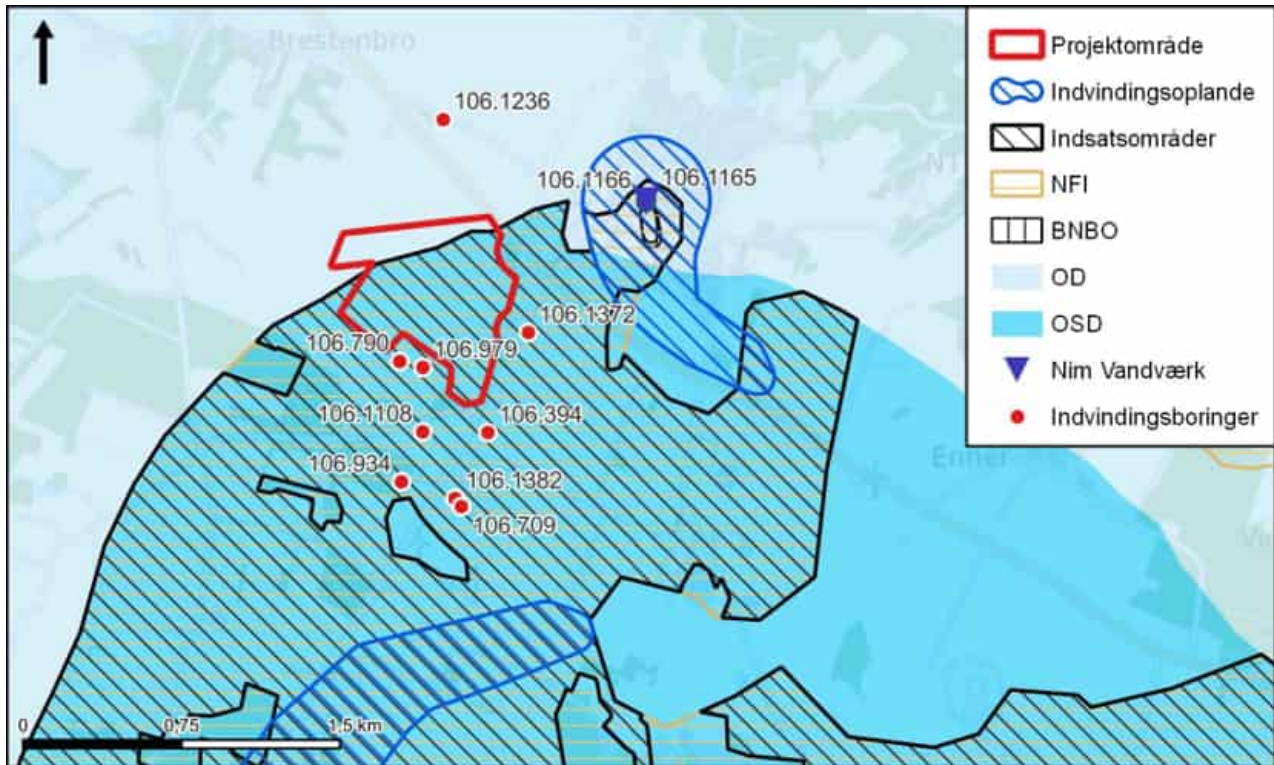 Brestenbro
106.1236
106.1166
106.1165
106.1372
106.790
106.979
106.1108
106.394
106.934
106.1382
106.709
Enner
0
0,75
1,5 km
Projektområde
Indvindingsoplande
Indsatsområder
NFI
BNBO
OD
OSD
Nim Vandværk
Indvindingsboringer